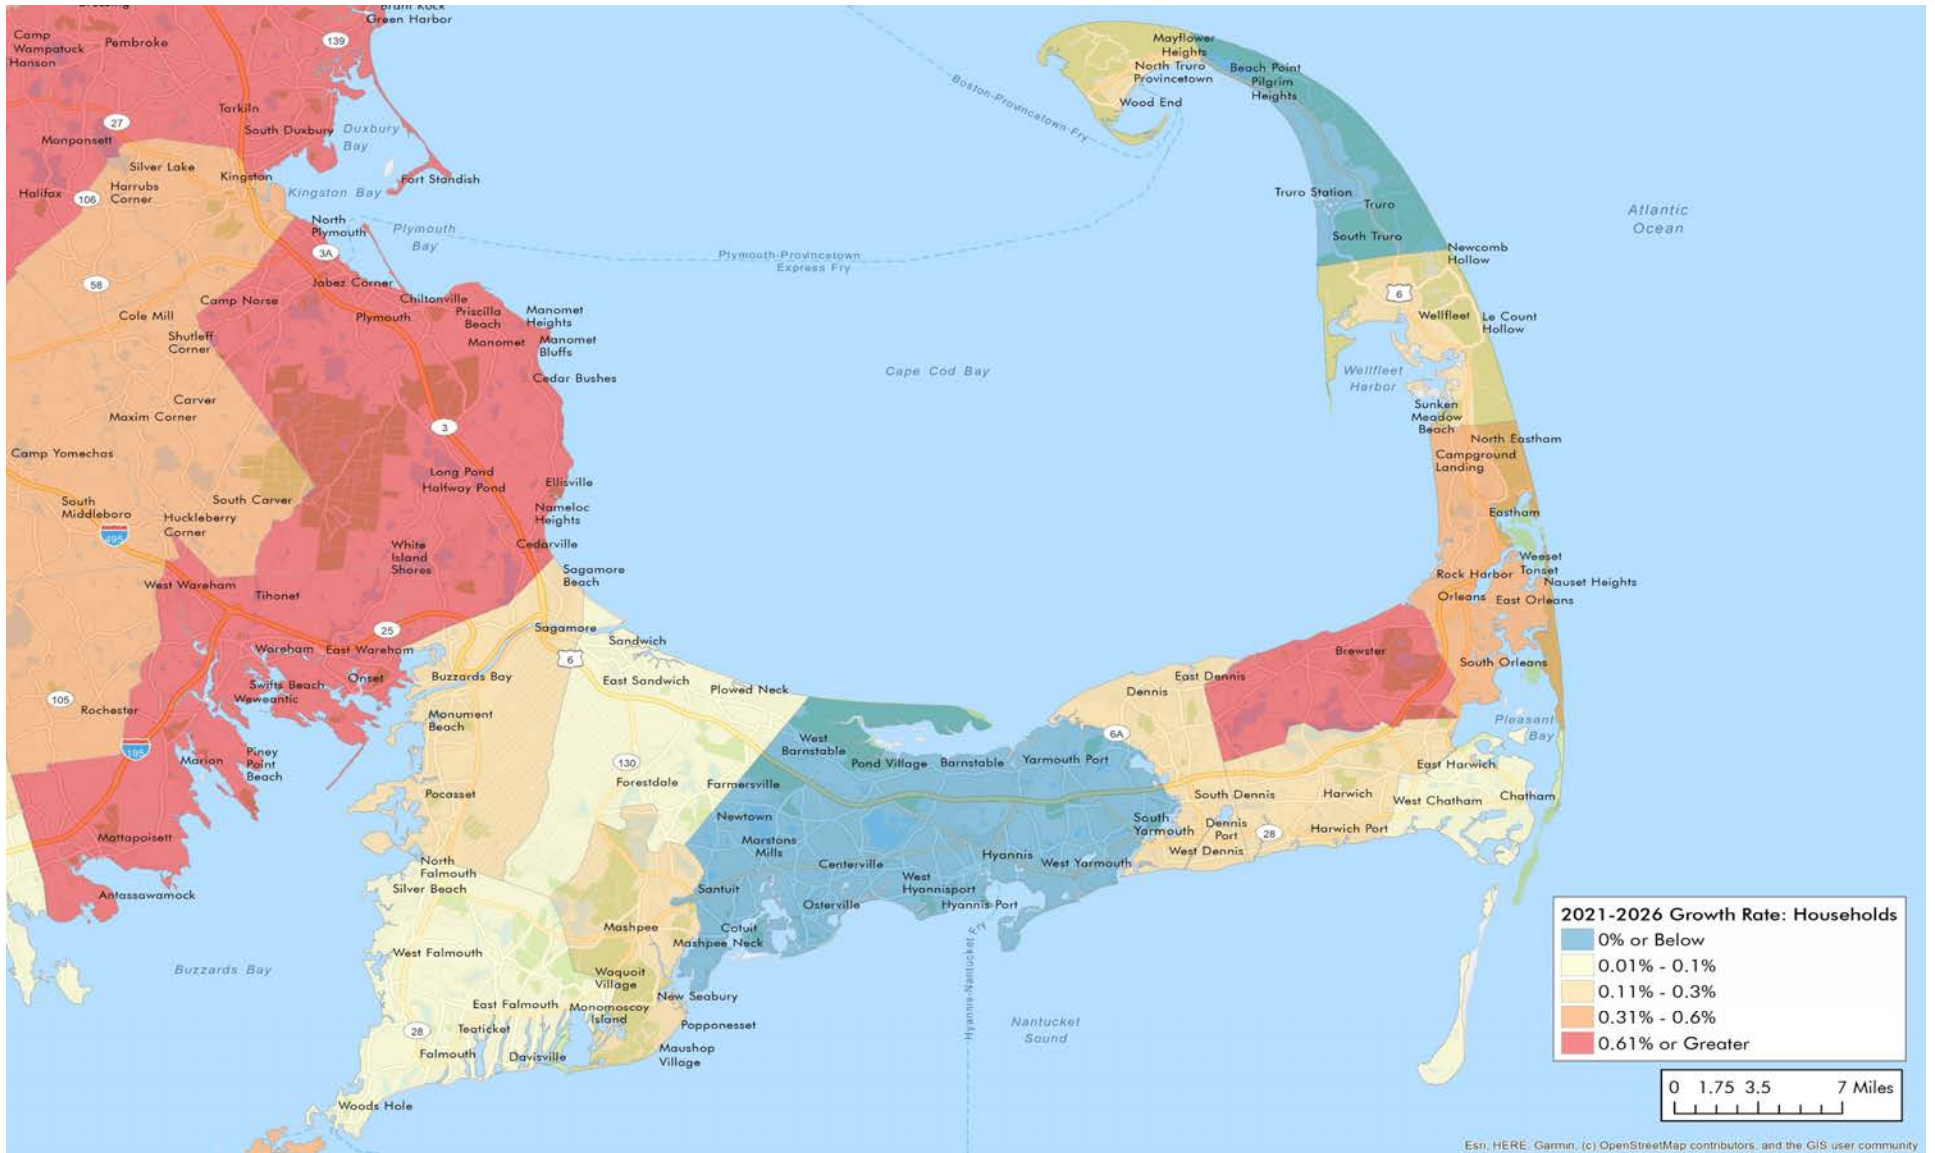 Brant Rock
Green Harbor
Camp
Wampatuck
Hanson
Pembroke
139
27
Tarkiln
South Duxbury
Duxbury
Bay
Monponsett
Silver Lake
Kingston
Kingston Bay
Fort Standish
Halifax
106
Harrubs
Corner
North
Plymouth
3A
Plymouth
Bay
58
Jabez Corner
Camp Norse
Chiltonville
Cole Mill
Plymouth
Priscilla
Beach
Manomet
Heights
Shutleff
Corner
Manomet
Manomet
Bluffs
Cedar Bushes
Carver
Maxim Corner
3
Camp Yomechas
Long Pond
Halfway Pond
Ellisville
South
Middleboro
South Carver
Huckleberry
Corner
Nameloc
Heights
495
White
Island
Shores
Cedarville
West Wareham
Tihonet
Sagamore
Beach
25
Sagamore
Wareham
East Wareham
6
Sandwich
Swifts Beach
Onset
Weweantic
Buzzards Bay
East Sandwich
Plowed Neck
105
Rochester
Monument
Beach
195
Marion
Piney
Point
Beach
130
Forestdale
Farmersville
Pocasset
Mattapoisett
Antassawamock
North
Falmouth
Silver Beach
West Falmouth
Buzzards Bay
East Falmouth
Teaticket
28
Falmouth
Davisville
Woods Hole
Mashpee
Waquoit
Village
Monomoscoy
Island
New Seabury
Popponesset
Maushop
Village
West
Barnstable
Pond Village
Barnstable
Yarmouth Port
Newtown
Marstons
Mills
Centerville
Hyannis
West Yarmouth
South
Yarmouth
Santuit
West
Hyannisport
Osterville
Hyannis Port
Cotuit
Mashpee Neck
Hyannis-Nantucket Fry
Nantucket
Sound
Boston-Provincetown-Fry
Plymouth-Provincetown
Express Fry
Cape Cod Bay
Mayflower
Heights
North Truro
Provincetown
Wood End
Beach Point
Pilgrim
Heights
Truro Station
Truro
South Truro
Newcomb
Hollow
6
Wellfleet
Le Count
Hollow
Wellfleet
Harbor
Sunken
Meadow
Beach
North Eastham
Campground
Landing
Eastham
Weeset
Tonset
Rock Harbor
Nauset Heights
Orleans
East Orleans
Brewster
South Orleans
East Dennis
Dennis
6A
Pleasant
Bay
East Harwich
South Dennis
Harwich
West Chatham
Chatham
Dennis
Port
28
Harwich Port
West Dennis
Atlantic
Ocean
2021-2026 Growth Rate: Households
0% or Below
0.01% - 0.1%
0.11% - 0.3%
0.31% - 0.6%
0.61% or Greater
0 1.75 3.5 7 Miles
Esri, HERE, Garmin, (c) OpenStreetMap contributors, and the GIS user community